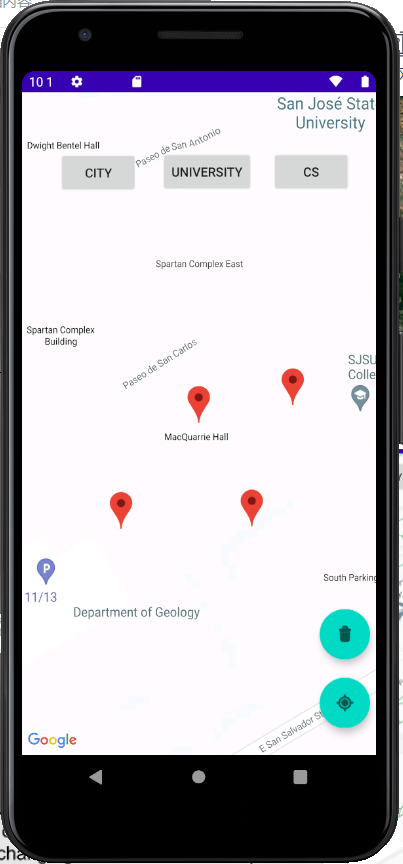 10 1
San José Stat
University
Dwight Bentel Hall
Paseo de San Antonio
CITY
UNIVERSITY
CS
Spartan Complex East
Spartan Complex
Building
Paseo de San Carlos
SJSU
Colle
MacQuarrie Hall
P
11/13
South Parking
Department of Geology
E San Salvador St
Google